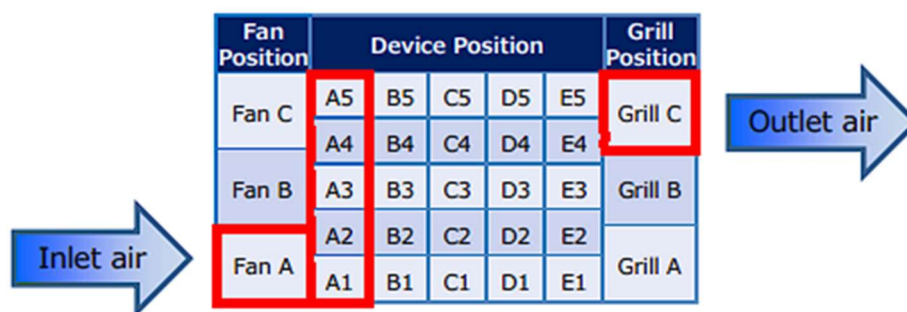 Fan Position Device Position Grill Position
Fan C A5 B5 C5 D5 E5 Grill C
A4 B4 C4 D4 E4
Outlet air
Fan B A3 B3 C3 D3 E3 Grill B
A2 B2 C2 D2 E2
Inlet air
Fan A A1 B1 C1 D1 E1 Grill A